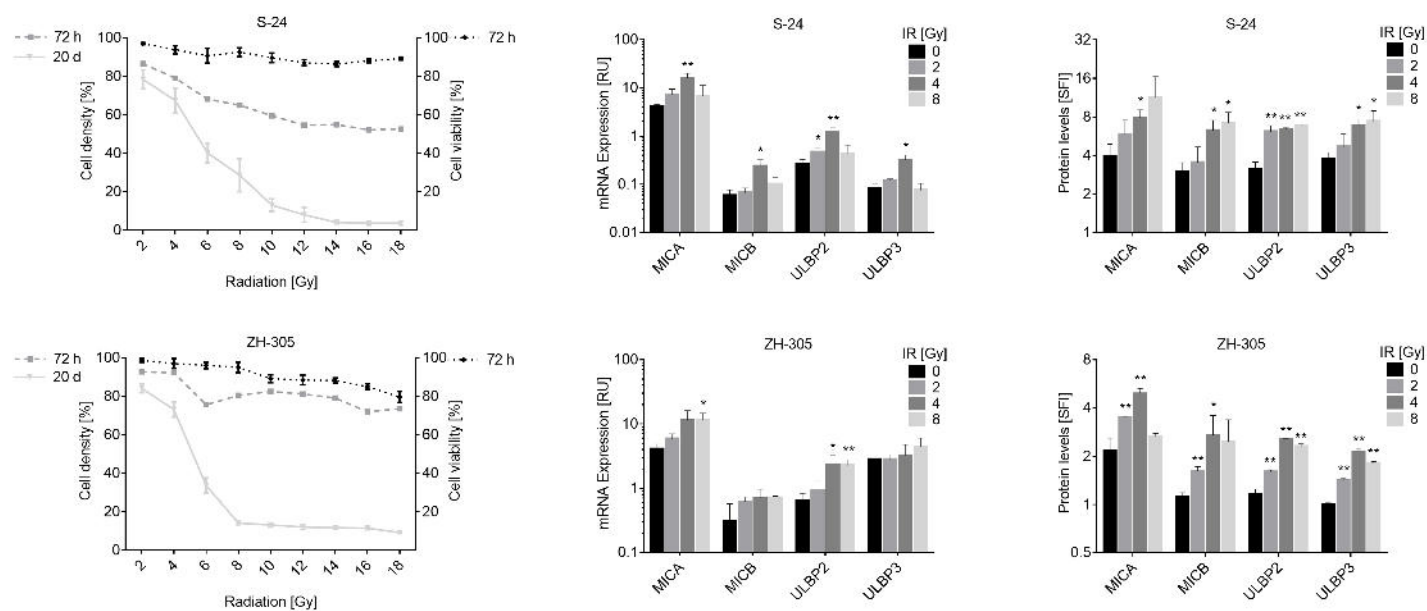 S-24
72 h
20 d
72 h
Cell density [%]
100
80
60
40
20
0
100
80
60
40
20
Cell viability [%]
2 4 6 8 10 12 14 16 18
Radiation [Gy]
S-24
IR [Gy]
0
2
4
8
mRNA Expression [RU]
100
10
1
0.1
0.01
** * * ** *
MICA MICB ULBP2 ULBP3
S-24
IR [Gy]
0
2
4
8
Protein levels [SFI]
32
16
8
4
2
1
* * * ** ** ** * *
MICA MICB ULBP2 ULBP3
ZH-305
72 h
20 d
72 h
Cell density [%]
100
80
60
40
20
0
100
80
60
40
20
Cell viability [%]
2 4 6 8 10 12 14 16 18
Radiation [Gy]
ZH-305
IR [Gy]
0
2
4
8
mRNA Expression [RU]
100
10
1
0.1
* * **
MICA MICB ULBP2 ULBP3
ZH-305
IR [Gy]
0
2
4
8
Protein levels [SFI]
8
4
2
1
0.5
** ** ** * ** ** ** ** ** **
MICA MICB ULBP2 ULBP3